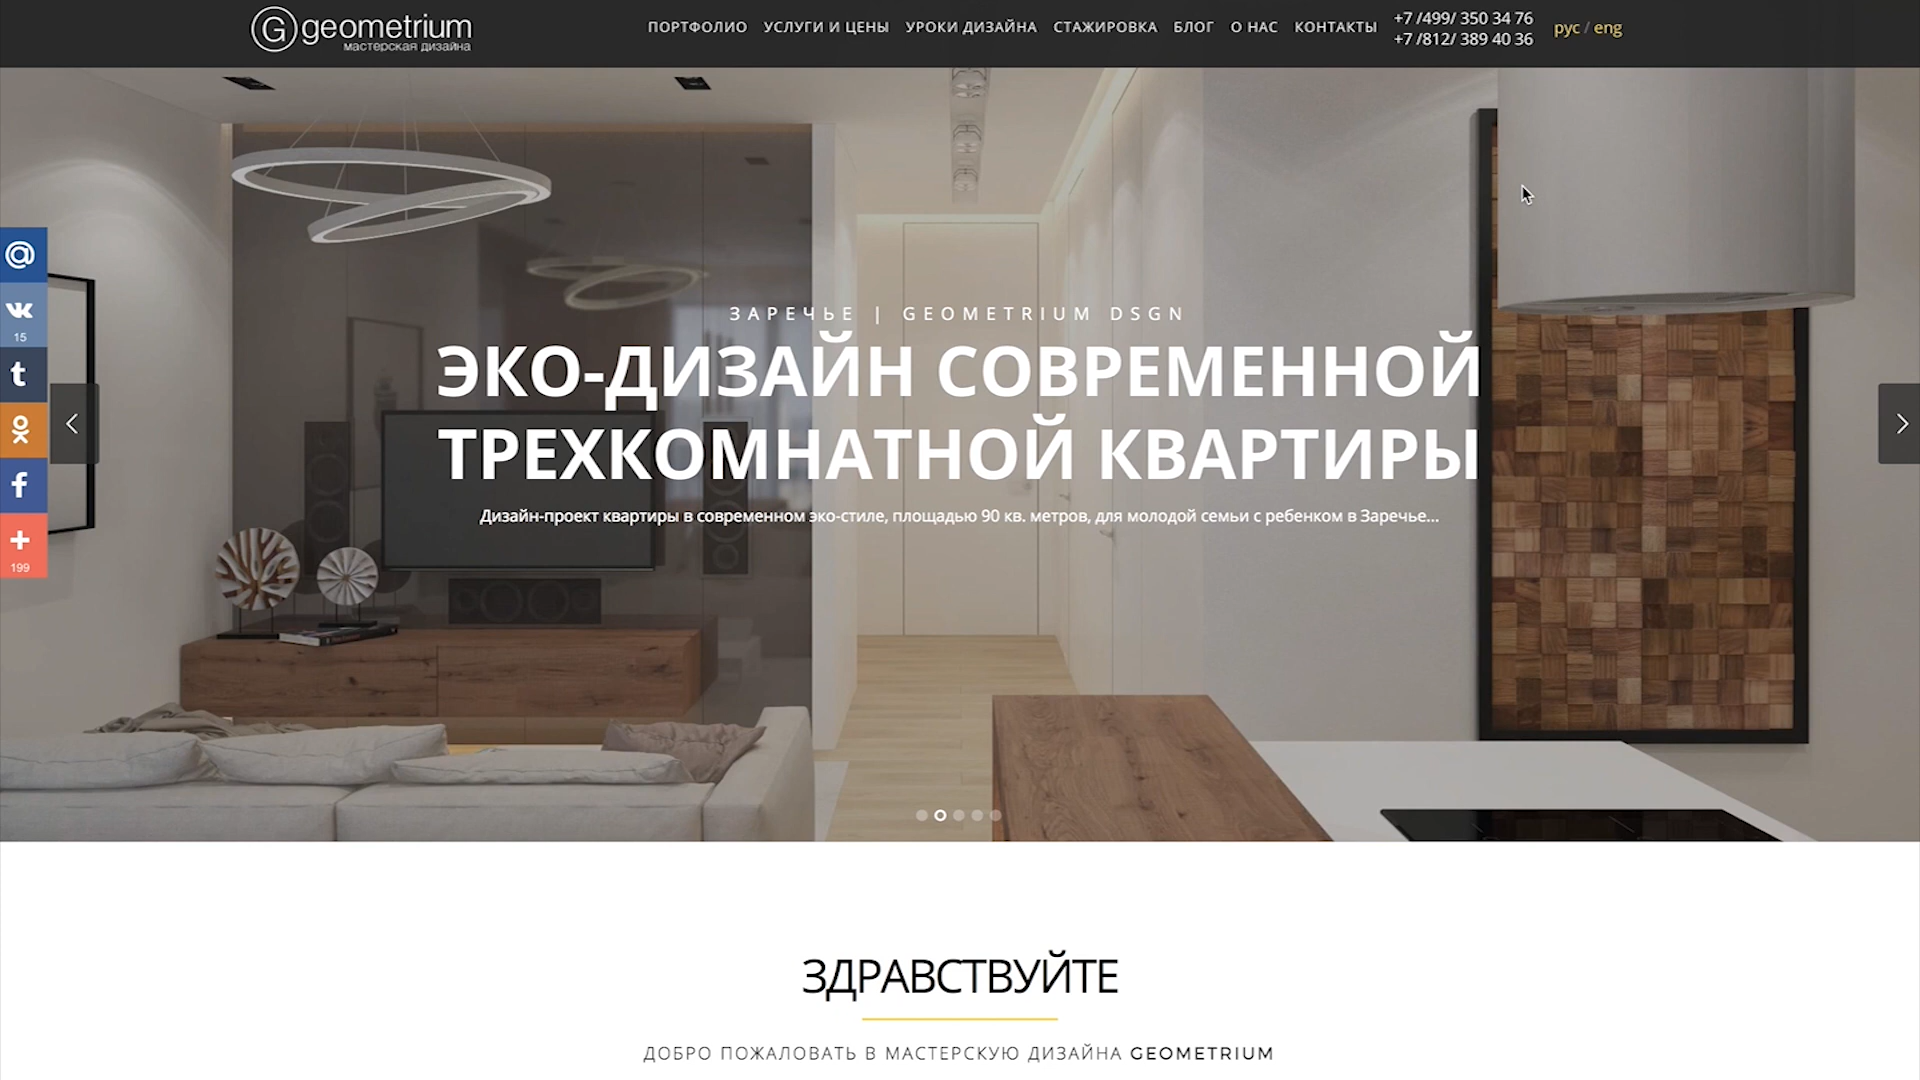 geometrium
мастерская дизайна
ПОРТФОЛИО УСЛУГИ И ЦЕНЫ УРОКИ ДИЗАЙНА СТАЖИРОВКА БЛОГ О НАС КОНТАКТЫ
+7 /499/ 350 34 76
+7 /812/ 389 40 36
рус / eng
ЗАРЕЧЬЕ | GEOMETRIUM DSGN
ЭКО-ДИЗАЙН СОВРЕМЕННОЙ
ТРЕХКОМНАТНОЙ КВАРТИРЫ
Дизайн-проект квартиры в современном эко-стиле, площадью 90 кв. метров, для молодой семьи с ребенком в Заречье...
15
199
ЗДРАВСТВУЙТЕ
ДОБРО ПОЖАЛОВАТЬ В МАСТЕРСКУЮ ДИЗАЙНА GEOMETRIUM